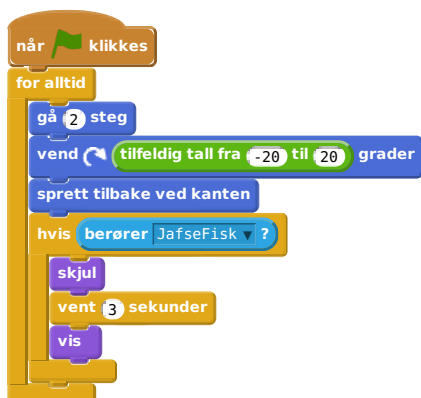 når klikkes
for alltid
gå 2 steg
vend tilfeldig tall fra -20 til 20 grader
sprett tilbake ved kanten
hvis berører JafseFisk ?
skjul
vent 3 sekunder
vis